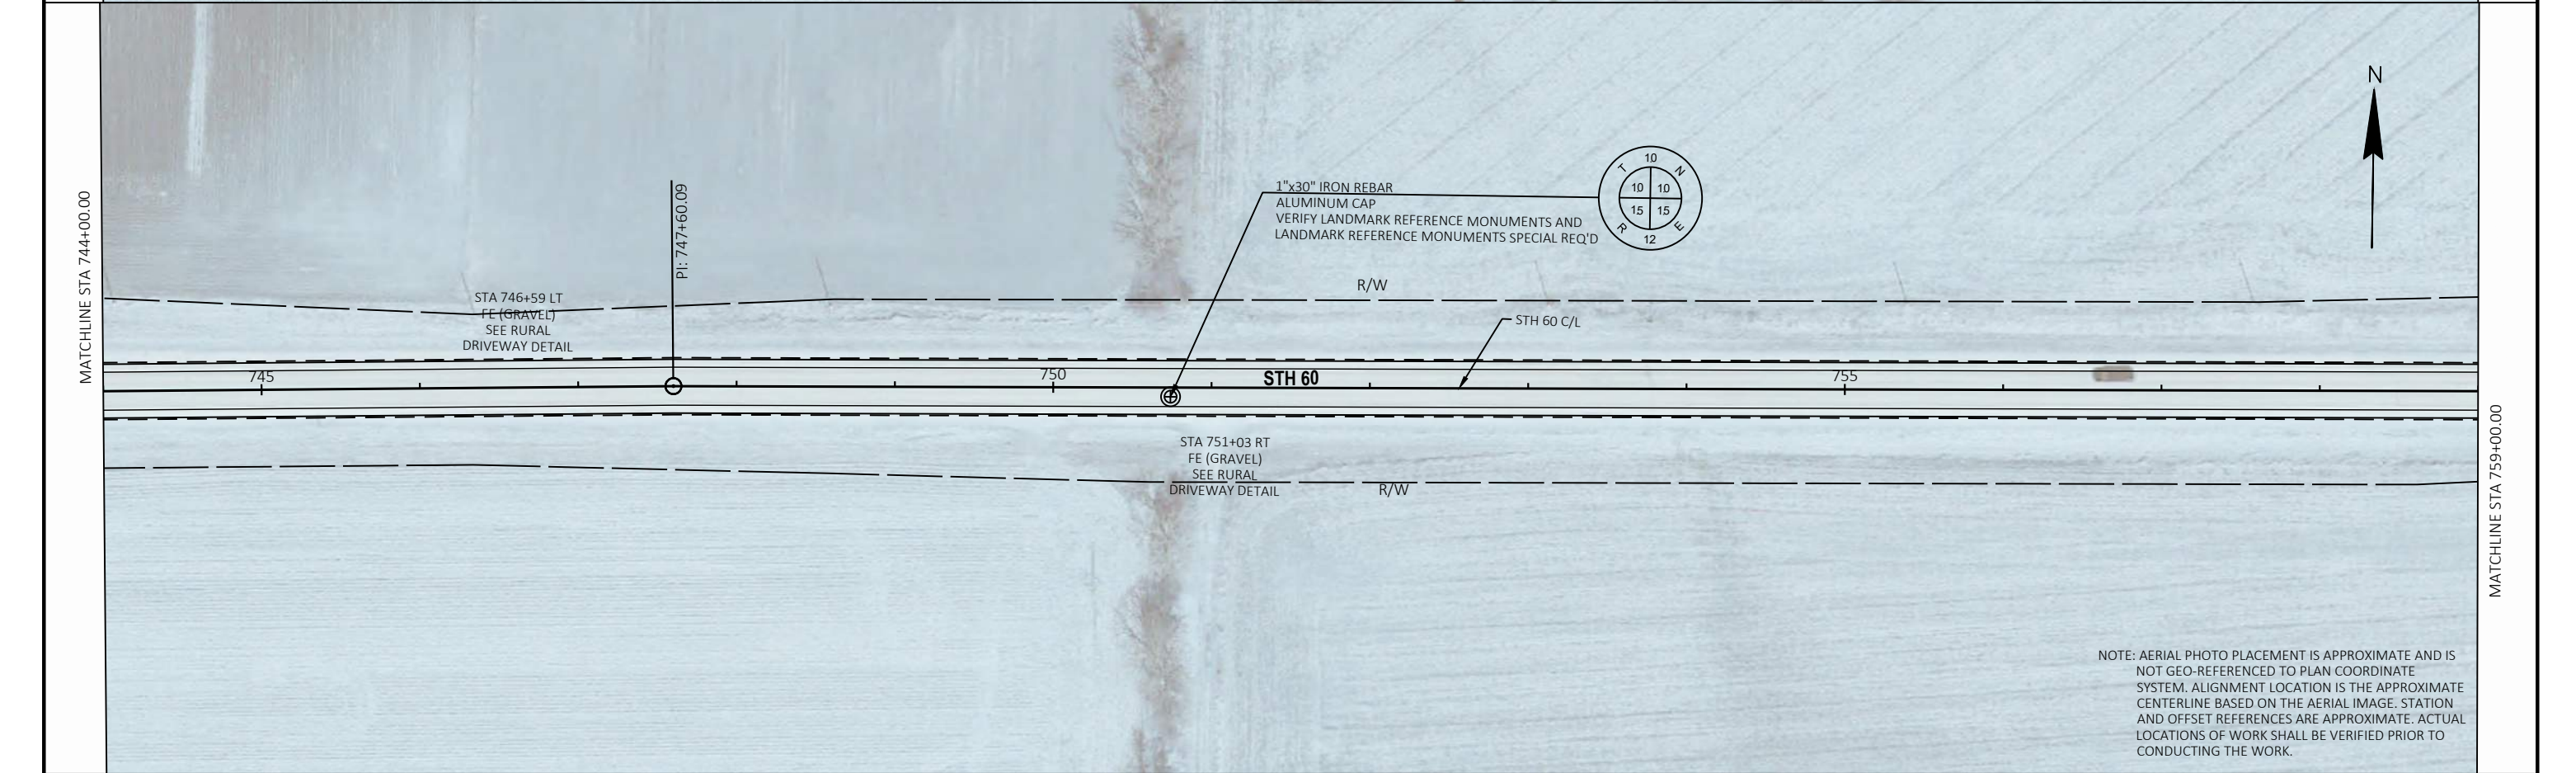 MATCHLINE STA 744+00.00
PI: 747+60.09
1"x30" IRON REBAR
ALUMINUM CAP
VERIFY LANDMARK REFERENCE MONUMENTS AND
LANDMARK REFERENCE MONUMENTS SPECIAL REQ'D
10
T N
10 10
15 15
R E
12
N
R/W
STA 746+59 LT
FE (GRAVEL)
SEE RURAL
DRIVEWAY DETAIL
STH 60 C/L
745
750
STH 60
755
STA 751+03 RT
FE (GRAVEL)
SEE RURAL
DRIVEWAY DETAIL
R/W
MATCHLINE STA 759+00.00
NOTE: AERIAL PHOTO PLACEMENT IS APPROXIMATE AND IS
NOT GEO-REFERENCED TO PLAN COORDINATE
SYSTEM. ALIGNMENT LOCATION IS THE APPROXIMATE
CENTERLINE BASED ON THE AERIAL IMAGE. STATION
AND OFFSET REFERENCES ARE APPROXIMATE. ACTUAL
LOCATIONS OF WORK SHALL BE VERIFIED PRIOR TO
CONDUCTING THE WORK.